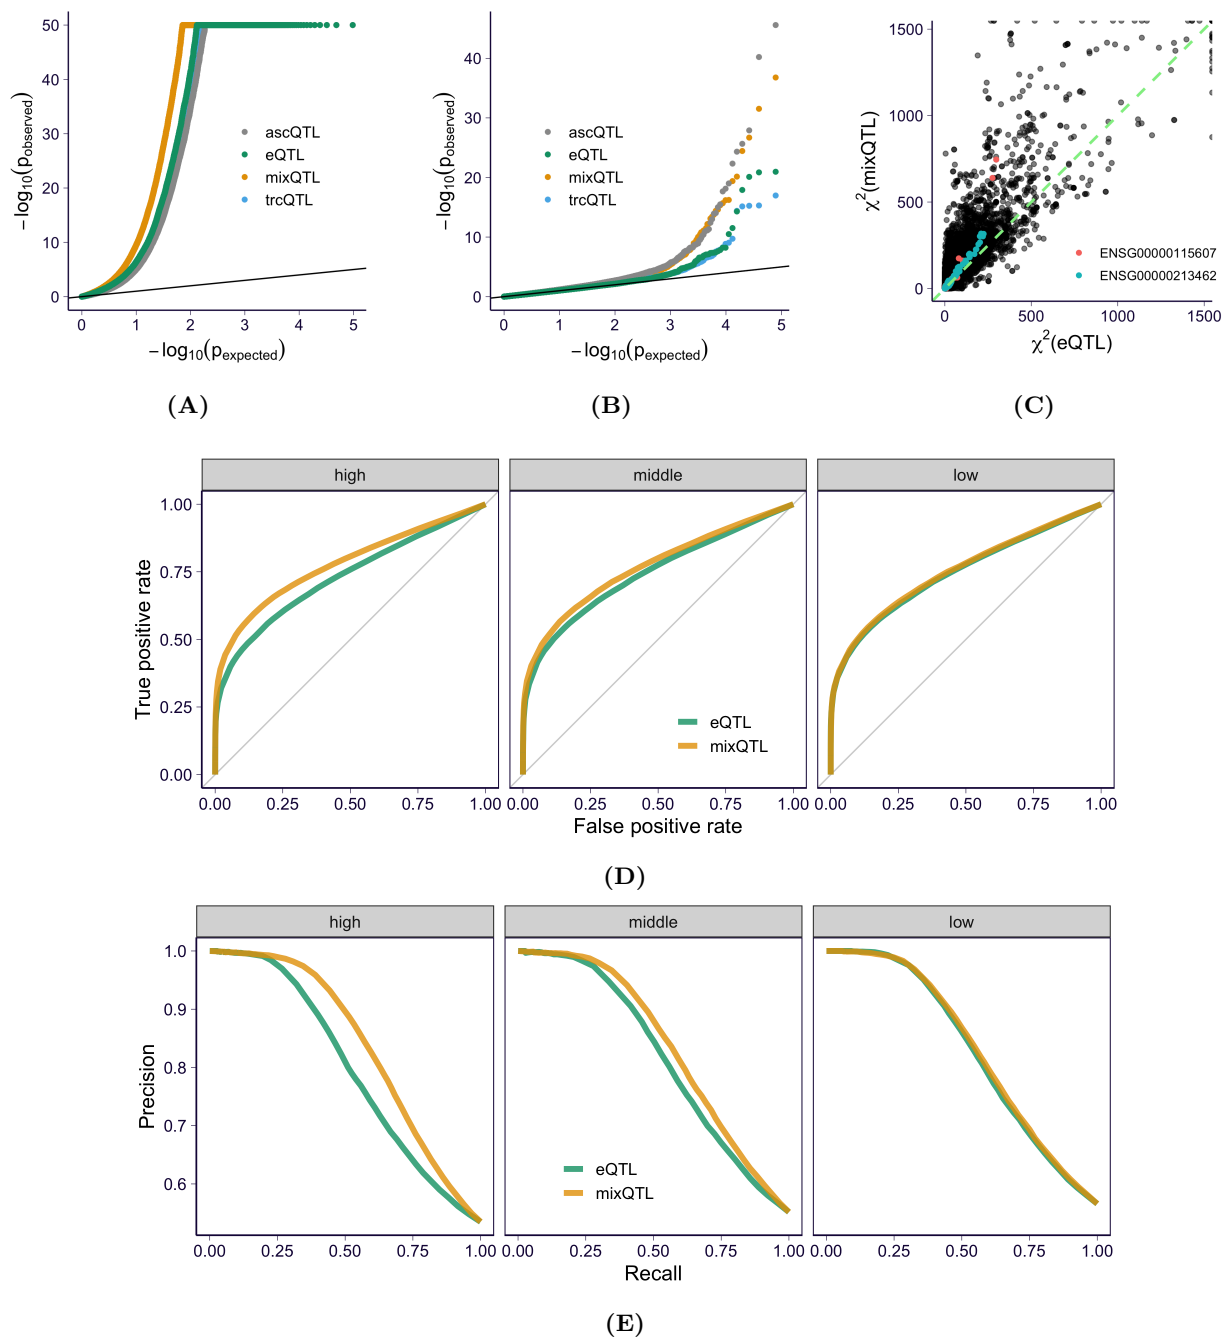 50
40
30
20
10
0
−log10(pobserved)
ascQTL
eQTL
mixQTL
trcQTL
0 1 2 3 4 5
−log10(pexpected)
(A)
40
30
20
10
0
−log10(pobserved)
ascQTL
eQTL
mixQTL
trcQTL
0 1 2 3 4 5
−log10(pexpected)
(B)
1500
1000
500
0
χ²(mixQTL)
ENSG00000115607
ENSG00000213462
0 500 1000 1500
χ²(eQTL)
(C)
high middle low
1.00
0.75
0.50
0.25
0.00
True positive rate
eQTL
mixQTL
0.00 0.25 0.50 0.75 1.00 0.00 0.25 0.50 0.75 1.00 0.00 0.25 0.50 0.75 1.00
False positive rate
(D)
high middle low
1.0
0.9
0.8
0.7
0.6
Precision
eQTL
mixQTL
0.00 0.25 0.50 0.75 1.00 0.00 0.25 0.50 0.75 1.00 0.00 0.25 0.50 0.75 1.00
Recall
(E)